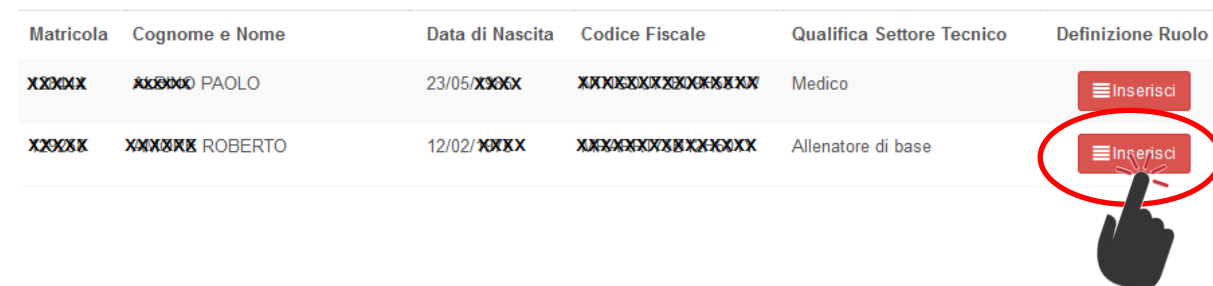 Matricola Cognome e Nome Data di Nascita Codice Fiscale Qualifica Settore Tecnico Definizione Ruolo
PAOLO 23/05/ Medico Inserisci
ROBERTO 12/02/ Allenatore di base Inserisci